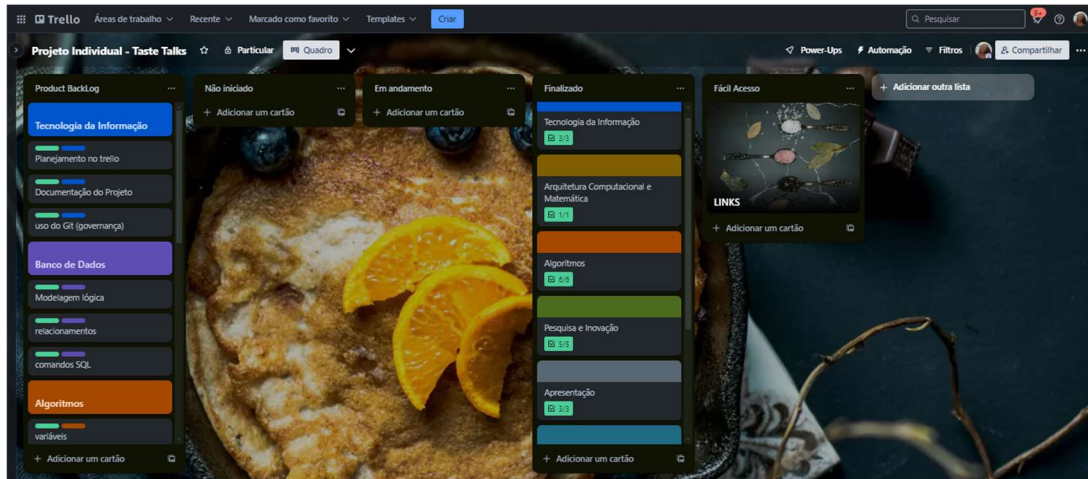 Trello
Áreas de trabalho
Recente
Marcado como favorito
Templates
Criar
Pesquisar
9+
Projeto Individual - Taste Talks
Particular
Quadro
Power-Ups
Automação
Filtros
Compartilhar
Product BackLog
Tecnologia da Informação
Planejamento no trello
Documentação do Projeto
uso do Git (governança)
Banco de Dados
Modelagem lógica
relacionamentos
comandos SQL
Algoritmos
variáveis
+ Adicionar um cartão
Não iniciado
+ Adicionar um cartão
Em andamento
+ Adicionar um cartão
Finalizado
Tecnologia da Informação
3/3
Arquitetura Computacional e
Matemática
1/1
Algoritmos
6/6
Pesquisa e Inovação
5/5
Apresentação
3/3
+ Adicionar um cartão
Fácil Acesso
LINKS
+ Adicionar um cartão
+ Adicionar outra lista